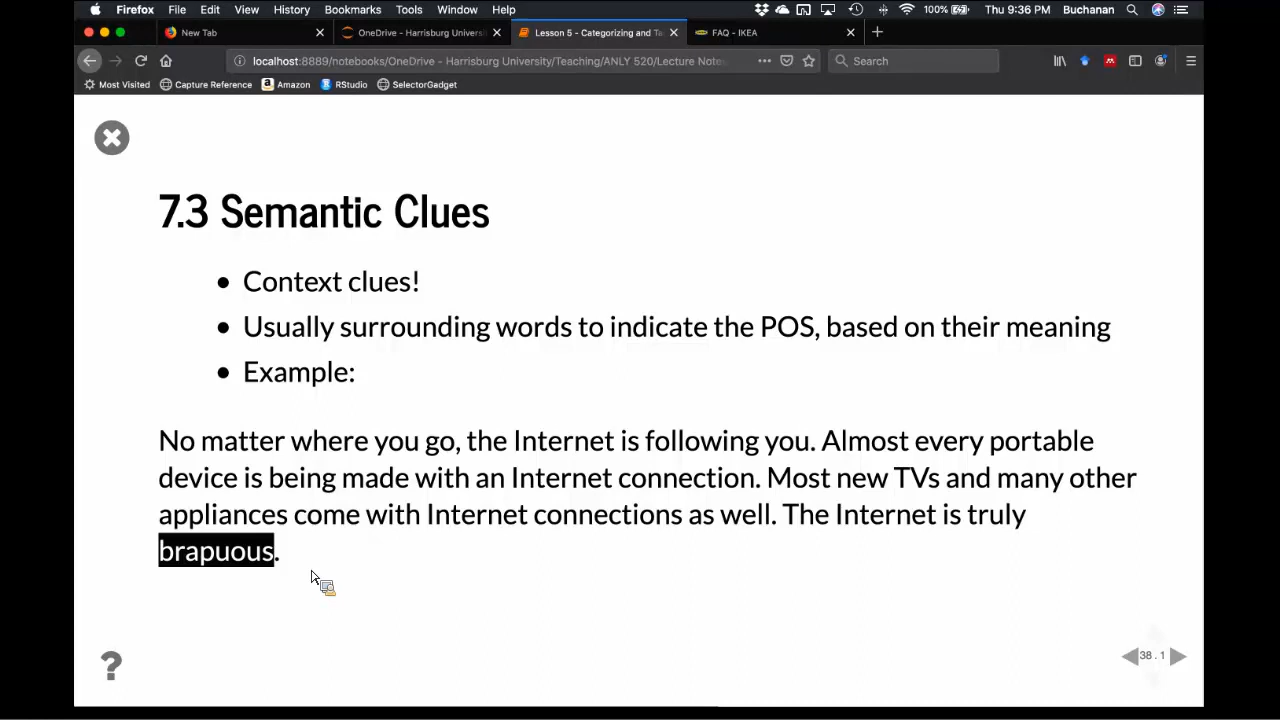 Firefox File Edit View History Bookmarks Tools Window Help 100% Thu 9:36 PM Buchanan
New Tab OneDrive - Harrisburg Universi Lesson 5 - Categorizing and Ta FAQ - IKEA
localhost:8889/notebooks/OneDrive - Harrisburg University/Teaching/ANLY 520/Lecture Notes Search
Most Visited Capture Reference Amazon RStudio SelectorGadget
7.3 Semantic Clues
• Context clues!
• Usually surrounding words to indicate the POS, based on their meaning
• Example:
No matter where you go, the Internet is following you. Almost every portable
device is being made with an Internet connection. Most new TVs and many other
appliances come with Internet connections as well. The Internet is truly
brapuous.
?
38.1